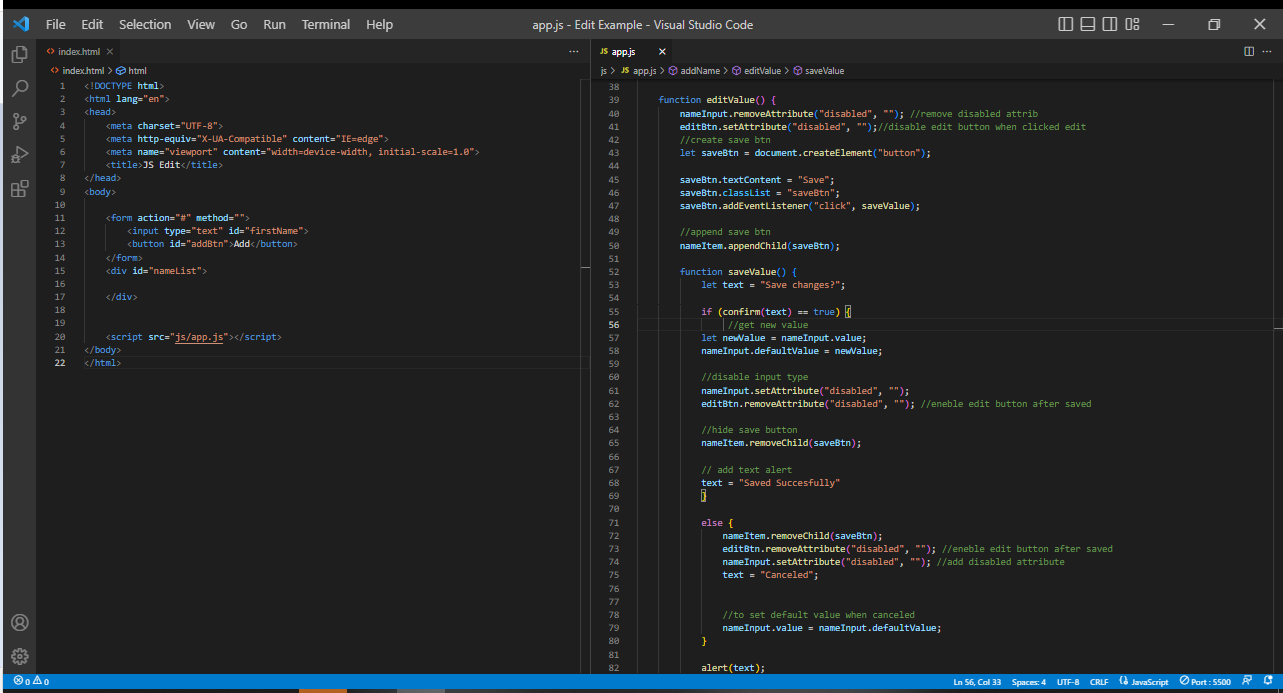 File Edit Selection View Go Run Terminal Help app.js - Edit Example - Visual Studio Code
index.html
index.html > html
1 <!DOCTYPE html>
2 <html lang="en">
3 <head>
4 <meta charset="UTF-8">
5 <meta http-equiv="X-UA-Compatible" content="IE=edge">
6 <meta name="viewport" content="width=device-width, initial-scale=1.0">
7 <title>JS Edit</title>
8 </head>
9 <body>
10
11 <form action="#" method="">
12 <input type="text" id="firstName">
13 <button id="addBtn">Add</button>
14 </form>
15 <div id="nameList">
16
17 </div>
18
19
20 <script src="js/app.js"></script>
21 </body>
22 </html>
JS app.js
js > JS app.js > addName > editValue > saveValue
38
39 function editValue() {
40 nameInput.removeAttribute("disabled", ""); //remove disabled attrib
41 editBtn.setAttribute("disabled", "");//disable edit button when clicked edit
42 //create save btn
43 let saveBtn = document.createElement("button");
44
45 saveBtn.textContent = "Save";
46 saveBtn.classList = "saveBtn";
47 saveBtn.addEventListener("click", saveValue);
48
49 //append save btn
50 nameItem.appendChild(saveBtn);
51
52 function saveValue() {
53 let text = "Save changes?";
54
55 if (confirm(text) == true) {
56 //get new value
57 let newValue = nameInput.value;
58 nameInput.defaultValue = newValue;
59
60 //disable input type
61 nameInput.setAttribute("disabled", "");
62 editBtn.removeAttribute("disabled", ""); //eneble edit button after saved
63
64 //hide save button
65 nameItem.removeChild(saveBtn);
66
67 // add text alert
68 text = "Saved Succesfully"
69 }
70
71 else {
72 nameItem.removeChild(saveBtn);
73 editBtn.removeAttribute("disabled", ""); //eneble edit button after saved
74 nameInput.setAttribute("disabled", ""); //add disabled attribute
75 text = "Canceled";
76
77
78 //to set default value when canceled
79 nameInput.value = nameInput.defaultValue;
80 }
81
82 alert(text);
0 0 Ln 56, Col 33 Spaces: 4 UTF-8 CRLF JavaScript Port : 5500